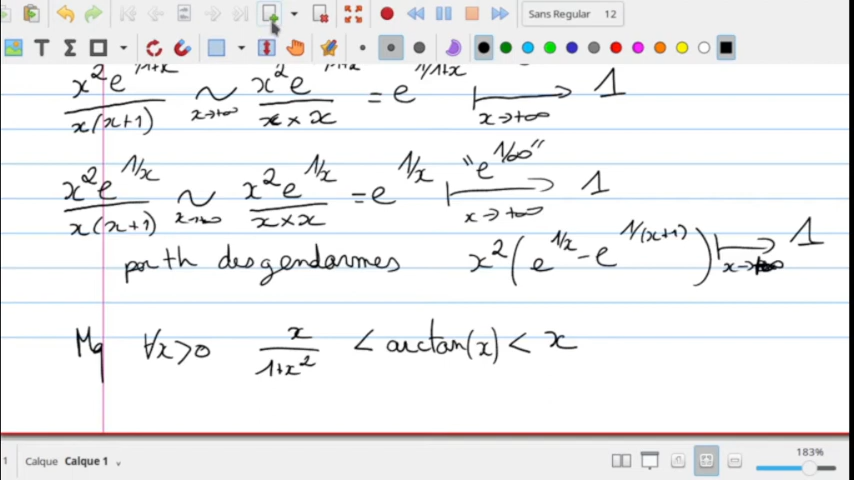 Sans Regular 12
x²e^(1/1+x) / x(x+1) ~ x→+∞ x²e^(1/1+x) / x×x = e^(1/1+x) ⟼ x→+∞ 1
x²e^(1/x) / x(x+1) ~ x→+∞ x²e^(1/x) / x×x = e^(1/x) ⟼ x→+∞ "e^(1/∞)" 1
par th des gendarmes x²(e^(1/x) - e^(1/(x+1))) ⟼ x→+∞ 1
Mq ∀x>0 x / 1+x² < arctan(x) < x
183%
1 Calque Calque 1